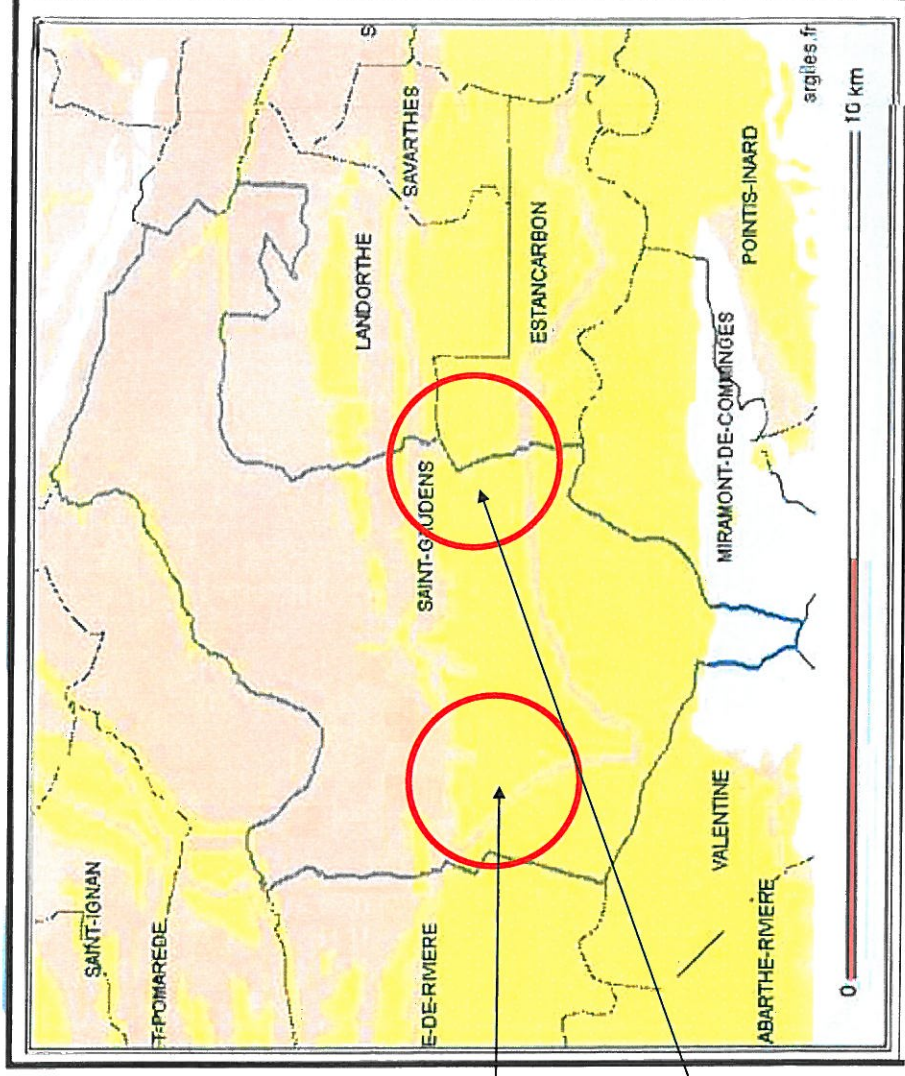 SAINT-IGNAN
T-POMAREDE
LANDORTHE
S
SAVARTHES
E-DE-RIVIERE
SAINT-GAUDENS
ESTANCARBON
VALENTINE
MIRAMONT-DE-COMMINGES
POINTIS-INARD
ABARTHE-RIVIERE
argiles.fr
0 10 km